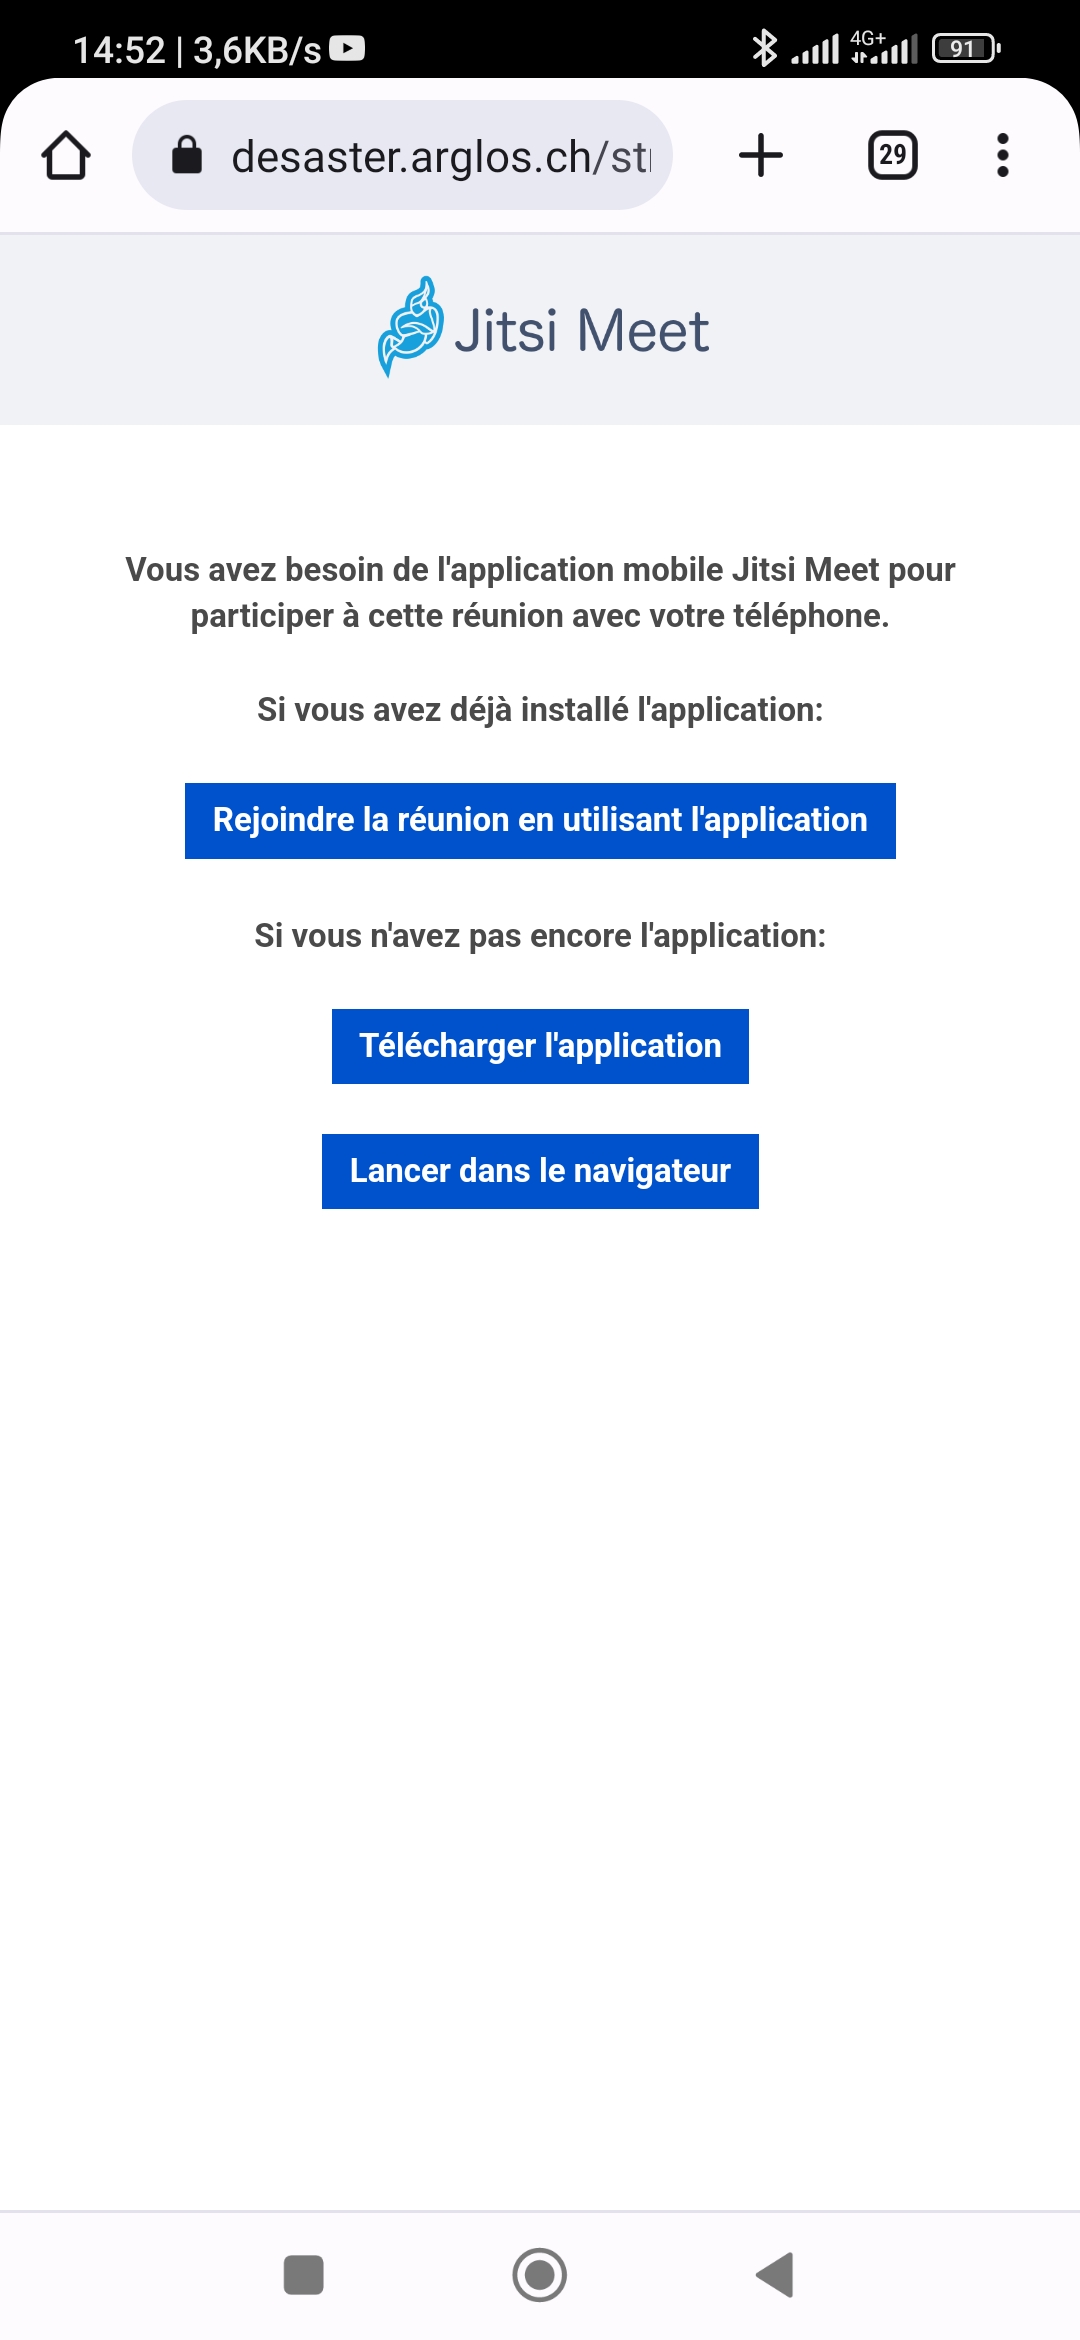 14:52 | 3,6KB/s
4G+
91
desaster.arglos.ch/st
29
Jitsi Meet
Vous avez besoin de l'application mobile Jitsi Meet pour
participer à cette réunion avec votre téléphone.
Si vous avez déjà installé l'application:
Rejoindre la réunion en utilisant l'application
Si vous n'avez pas encore l'application:
Télécharger l'application
Lancer dans le navigateur